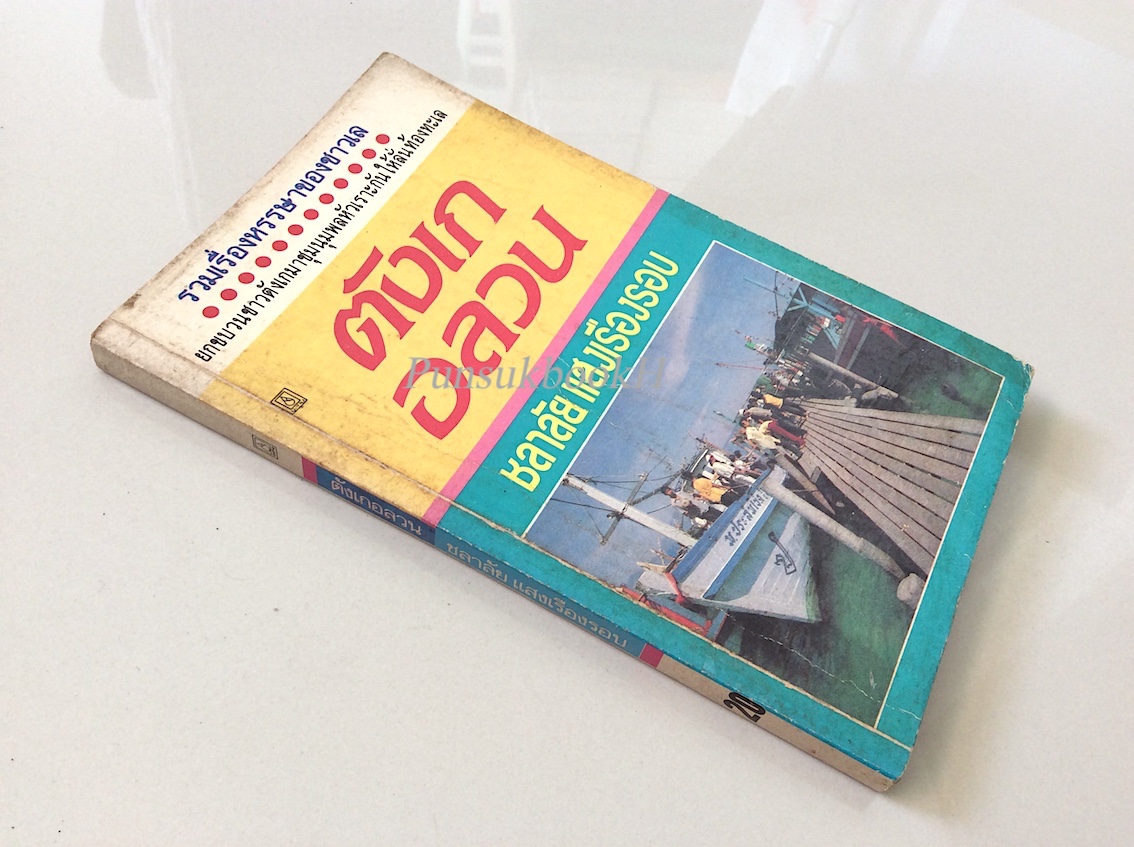 รวมเรื่องหรรษาของชาวเล
ยกขบวนชาวตังเกมาชุมนุมพลหัวเราะกันให้ลั่นท้องทะเล
ตังเก
อลวน
ชลาลัย แสงเรืองรอบ
Punsukbook
ตังเกอลวน
ชลาลัย แสงเรืองรอบ
20